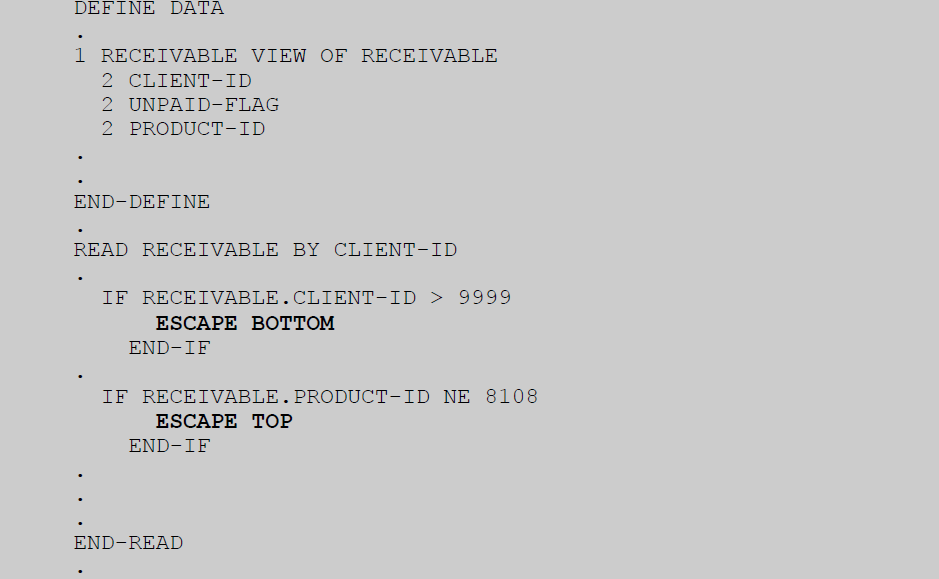 DEFINE DATA
.
1 RECEIVABLE VIEW OF RECEIVABLE
2 CLIENT-ID
2 UNPAID-FLAG
2 PRODUCT-ID
.
.
END-DEFINE
.
READ RECEIVABLE BY CLIENT-ID
.
IF RECEIVABLE.CLIENT-ID > 9999
ESCAPE BOTTOM
END-IF
.
IF RECEIVABLE.PRODUCT-ID NE 8108
ESCAPE TOP
END-IF
.
.
.
END-READ
.